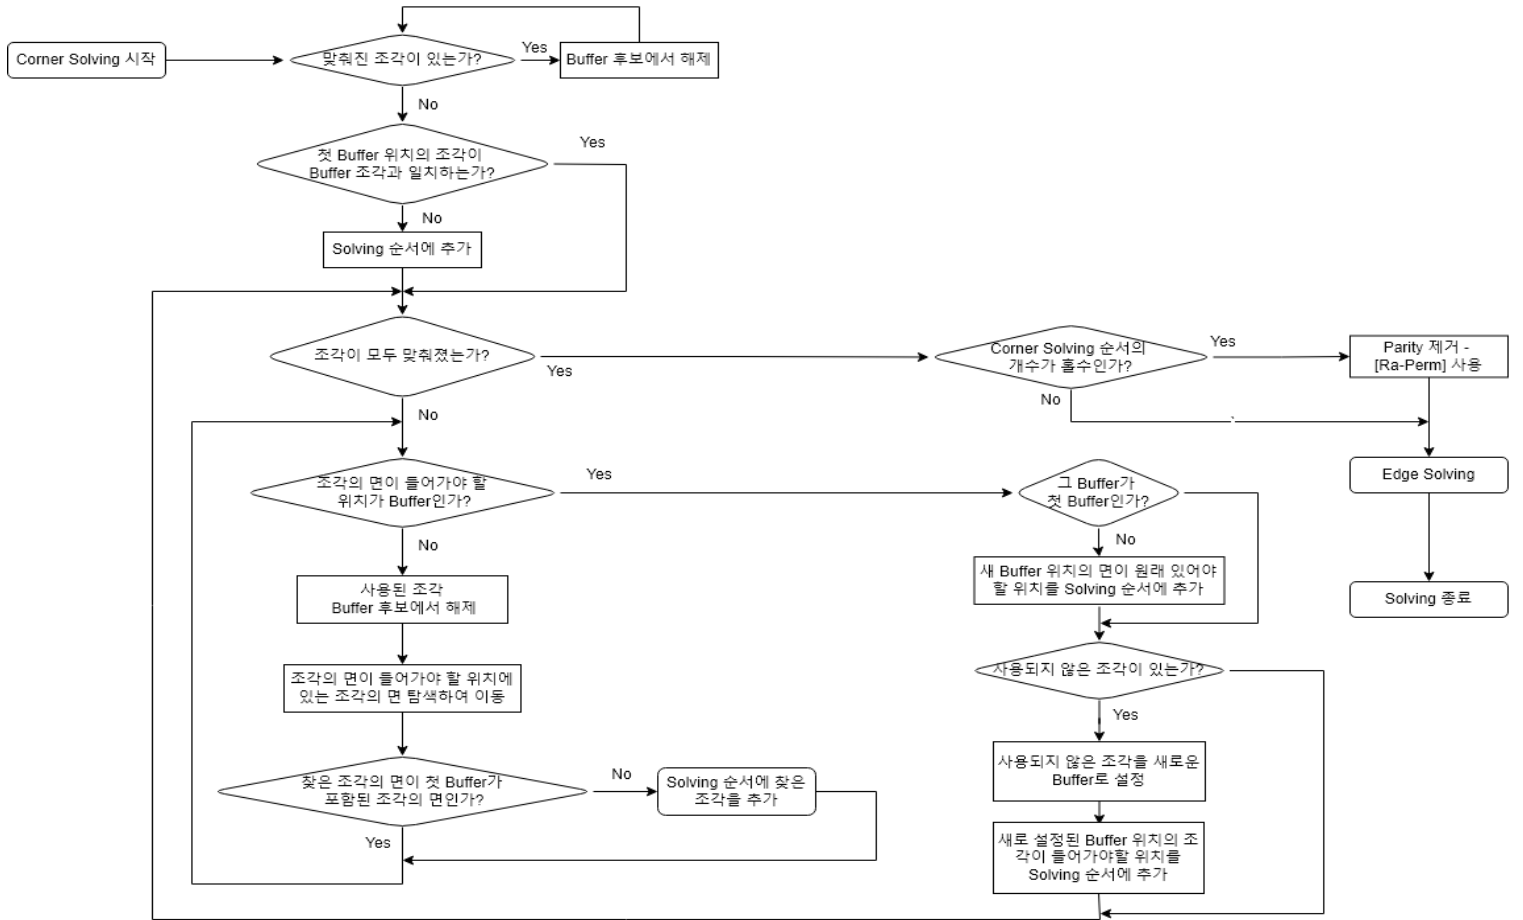 Corner Solving 시작
맞춰진 조각이 있는가?
Yes
Buffer 후보에서 해제
No
첫 Buffer 위치의 조각이
Buffer 조각과 일치하는가?
Yes
No
Solving 순서에 추가
조각이 모두 맞춰졌는가?
Yes
Corner Solving 순서의
개수가 홀수인가?
Yes
Parity 제거 -
[Ra-Perm] 사용
No
No
조각의 면이 들어가야 할
위치가 Buffer인가?
Yes
그 Buffer가
첫 Buffer인가?
Edge Solving
No
No
사용된 조각
Buffer 후보에서 해제
새 Buffer 위치의 면이 원래 있어야
할 위치를 Solving 순서에 추가
Solving 종료
조각의 면이 들어가야 할 위치에
있는 조각의 면 탐색하여 이동
사용되지 않은 조각이 있는가?
Yes
찾은 조각의 면이 첫 Buffer가
포함된 조각의 면인가?
No
Solving 순서에 찾은
조각을 추가
사용되지 않은 조각을 새로운
Buffer로 설정
Yes
새로 설정된 Buffer 위치의 조
각이 들어가야할 위치를
Solving 순서에 추가